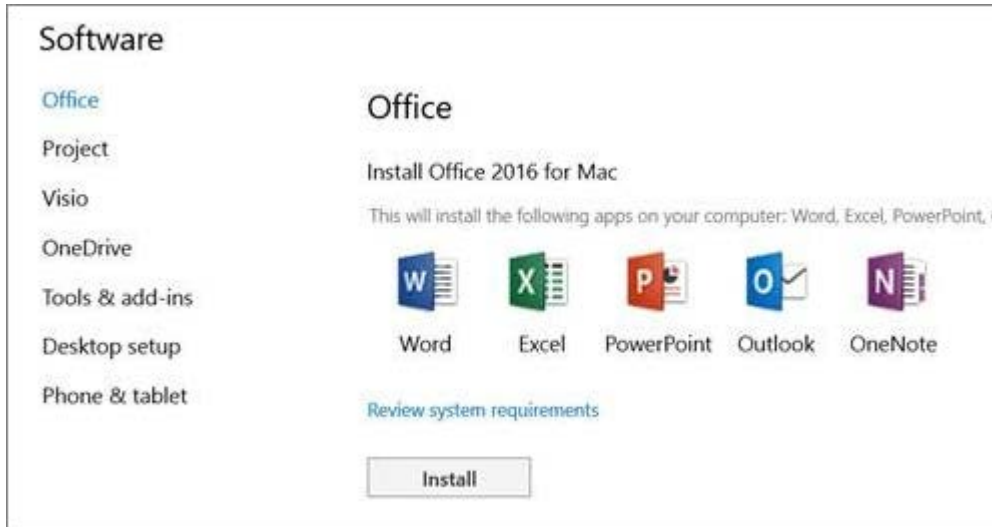 Software
Office
Project
Visio
OneDrive
Tools & add-ins
Desktop setup
Phone & tablet
Office
Install Office 2016 for Mac
This will install the following apps on your computer: Word, Excel, PowerPoint,
W X P O N
Word Excel PowerPoint Outlook OneNote
Review system requirements
Install